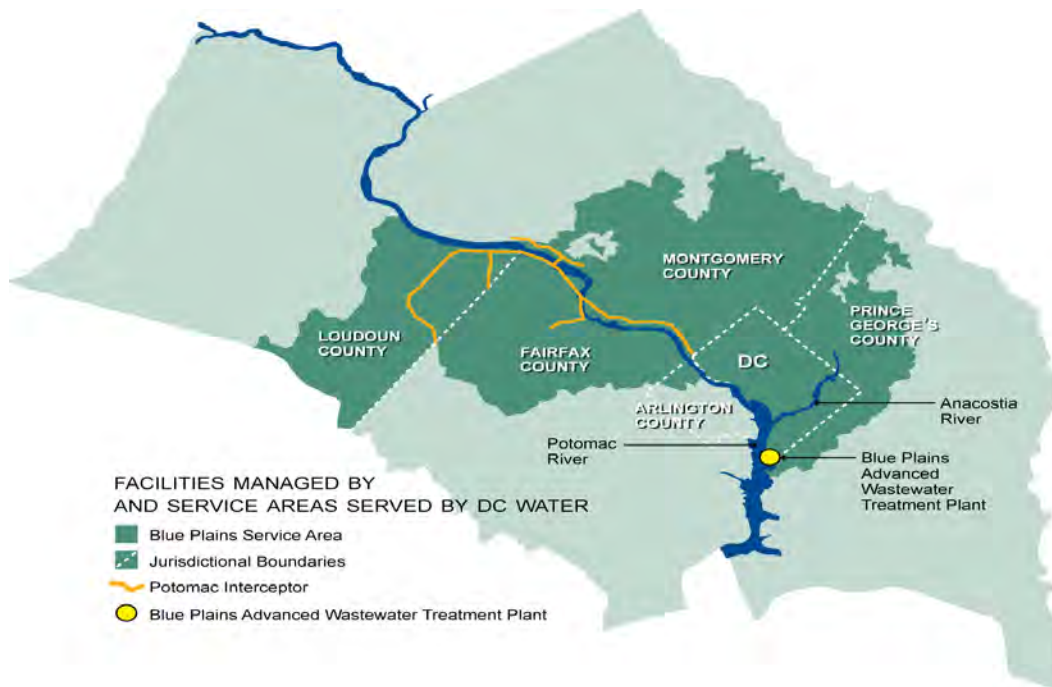 MONTGOMERY
COUNTY
PRINCE
GEORGE'S
COUNTY
LOUDOUN
COUNTY
FAIRFAX
COUNTY
DC
ARLINGTON
COUNTY
Anacostia
River
Potomac
River
Blue Plains
Advanced
Wastewater
Treatment Plant
FACILITIES MANAGED BY
AND SERVICE AREAS SERVED BY DC WATER
Blue Plains Service Area
Jurisdictional Boundaries
Potomac Interceptor
Blue Plains Advanced Wastewater Treatment Plant